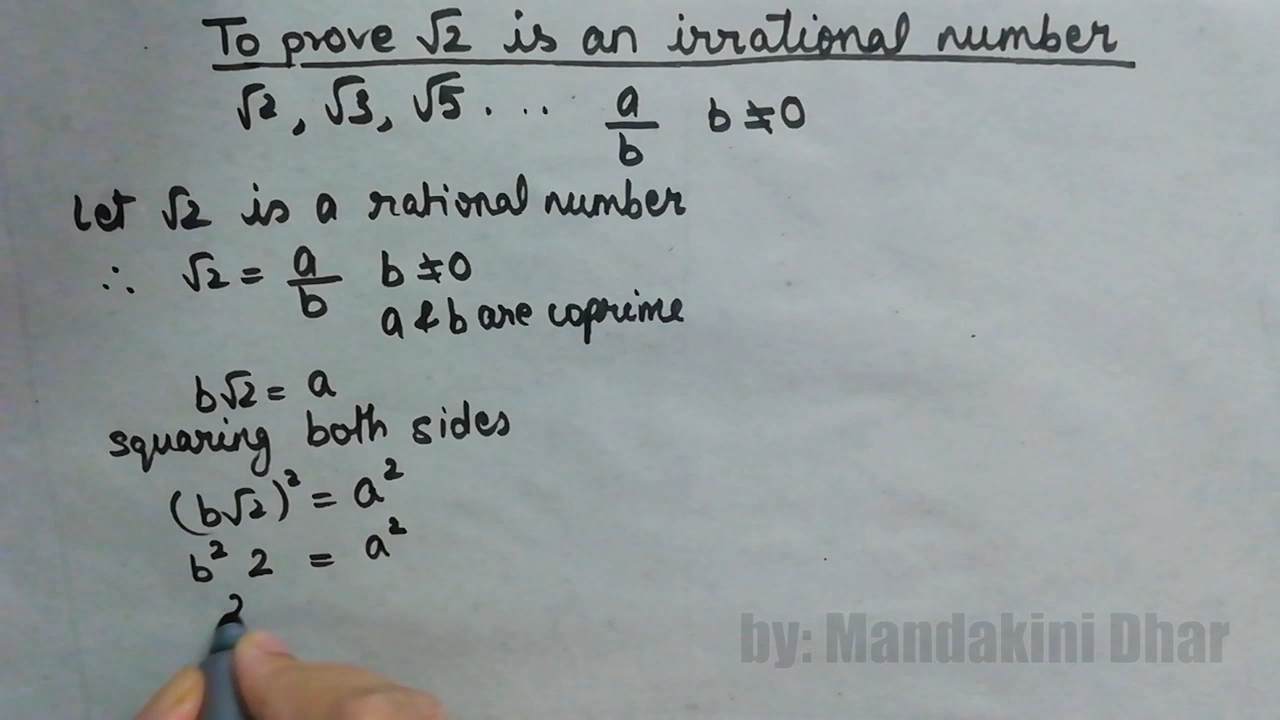 To prove √2 is an irrational number
√2, √3, √5 . . . a/b b ≠ 0
Let √2 is a rational number
∴ √2 = a/b b ≠ 0
a & b are coprime
b√2 = a
squaring both sides
(b√2)² = a²
b² 2 = a²
2
by: Mandakini Dhar